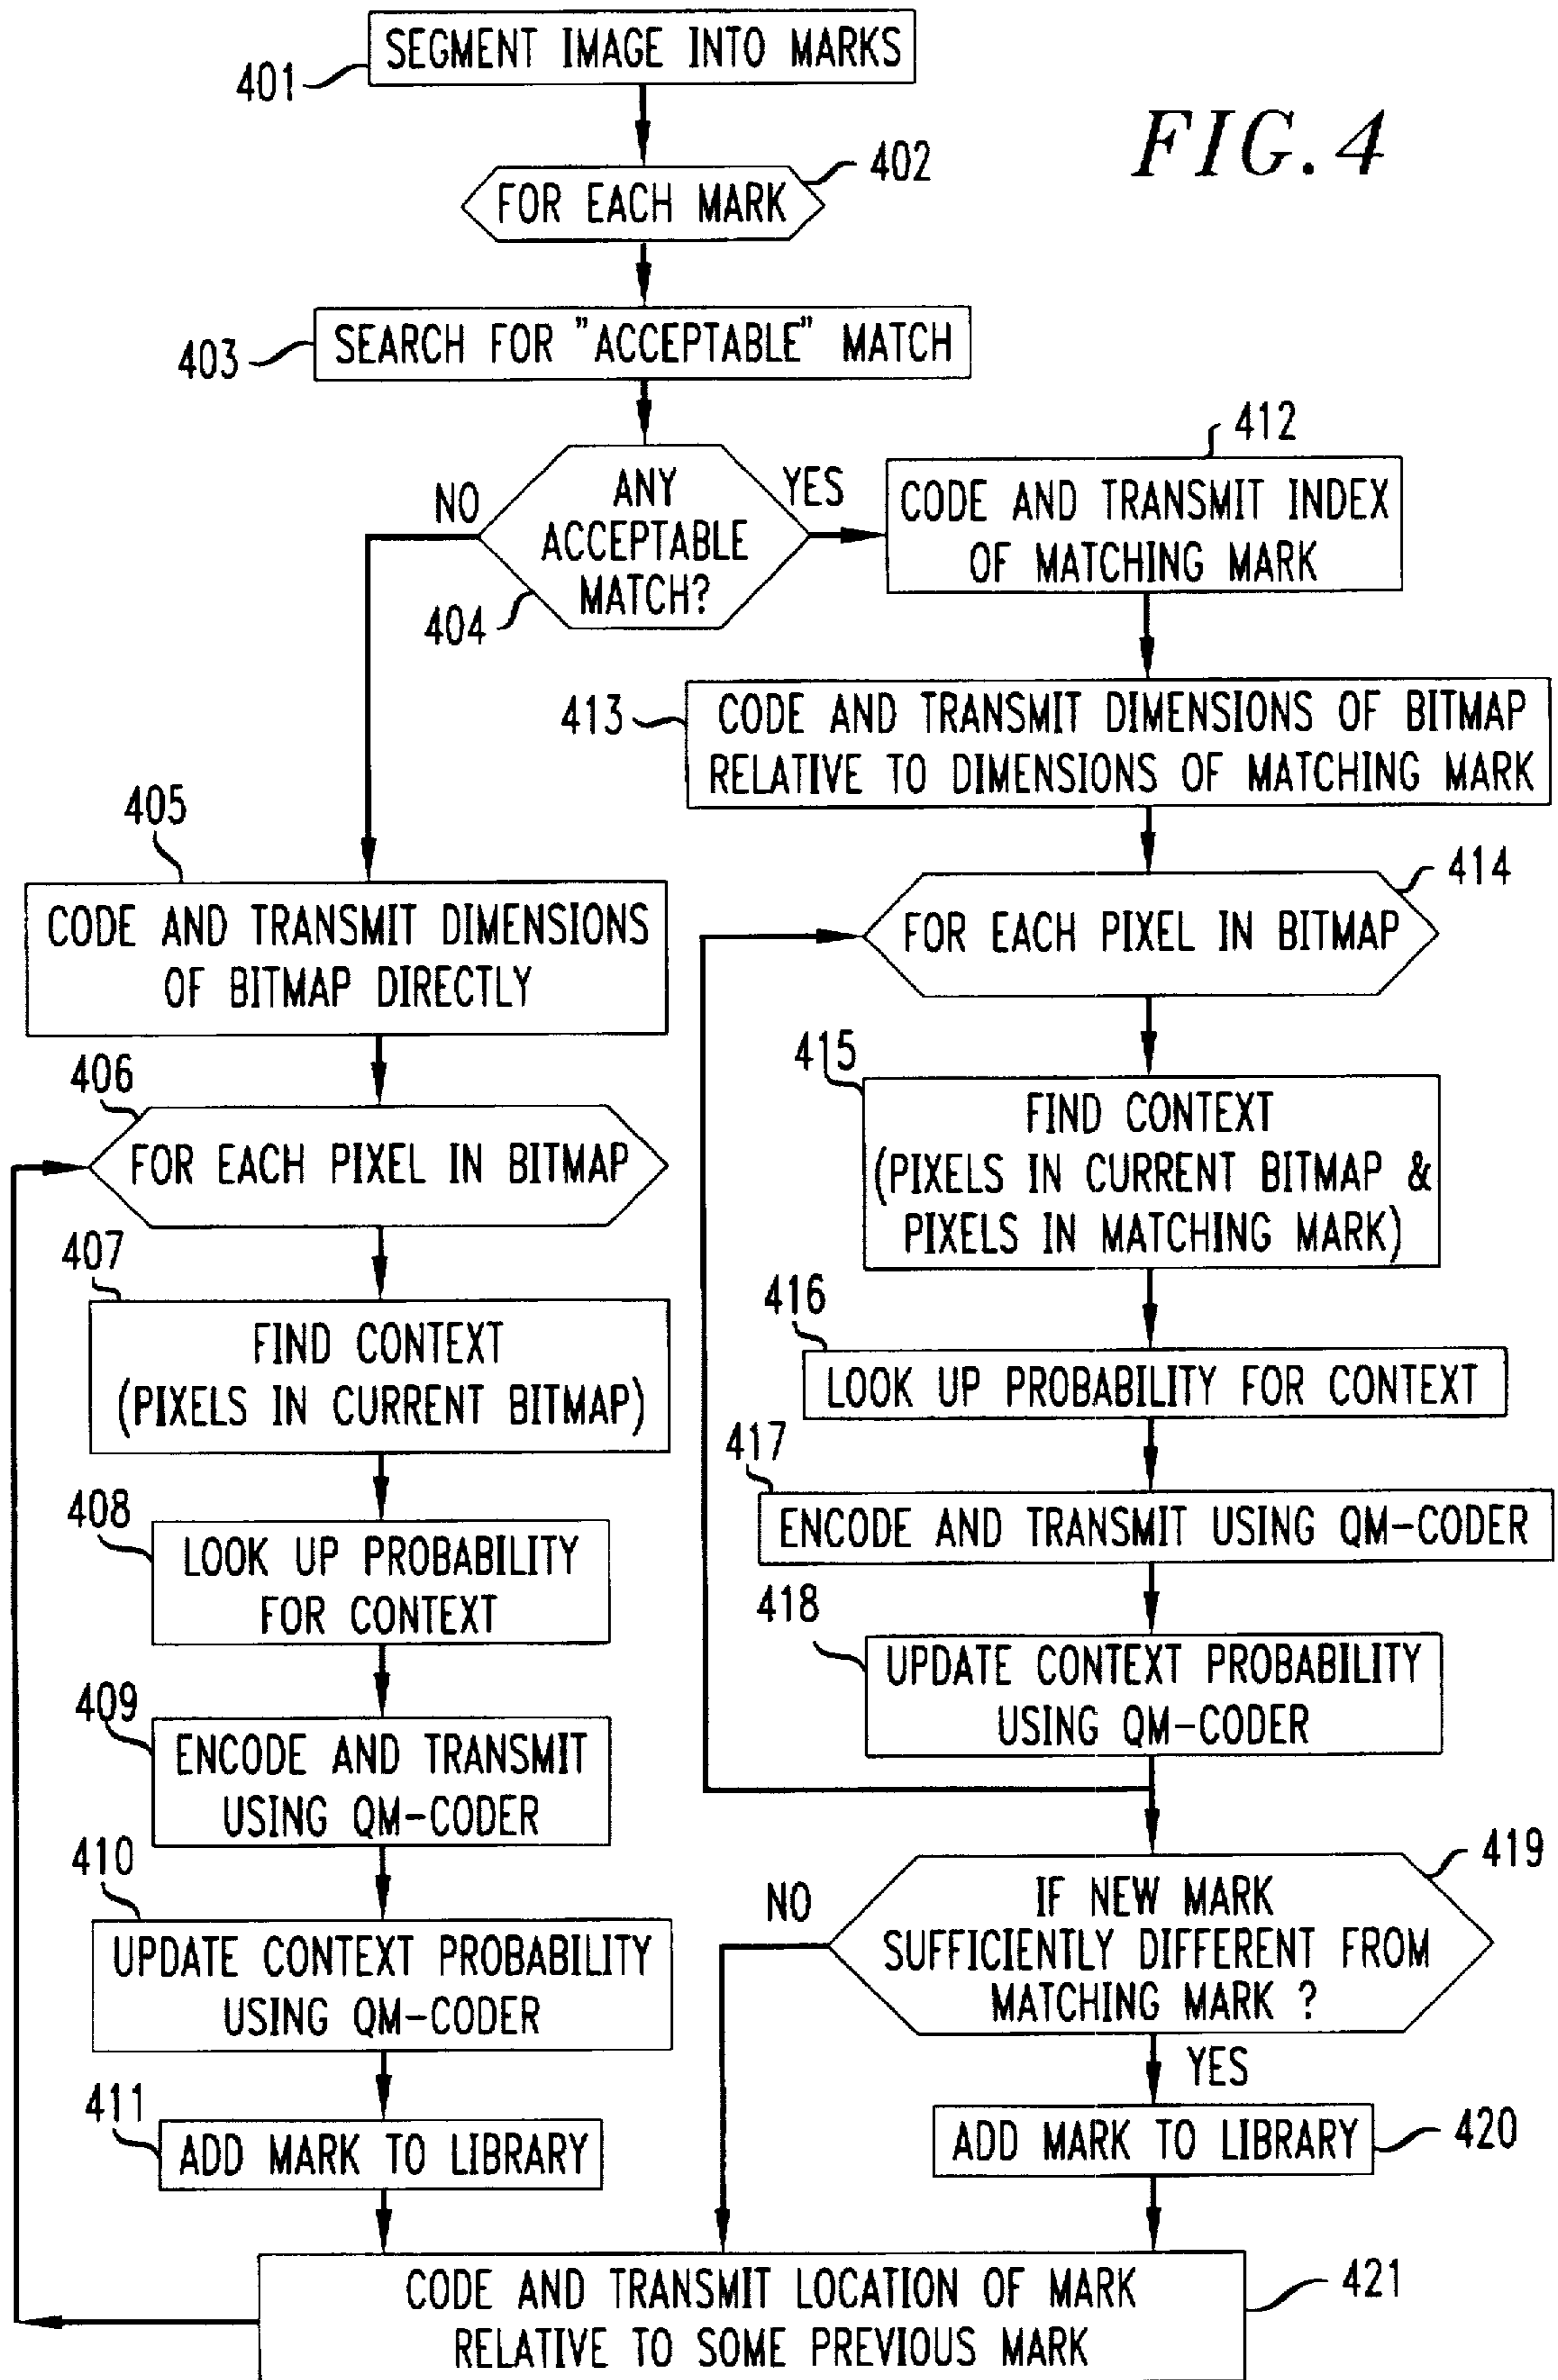 SEGMENT IMAGE INTO MARKS
401
FIG. 4
FOR EACH MARK
402
SEARCH FOR "ACCEPTABLE" MATCH
403
ANY
ACCEPTABLE
MATCH?
404
NO
YES
412
CODE AND TRANSMIT INDEX
OF MATCHING MARK
413
CODE AND TRANSMIT DIMENSIONS OF BITMAP
RELATIVE TO DIMENSIONS OF MATCHING MARK
405
CODE AND TRANSMIT DIMENSIONS
OF BITMAP DIRECTLY
414
FOR EACH PIXEL IN BITMAP
406
FOR EACH PIXEL IN BITMAP
415
FIND CONTEXT
(PIXELS IN CURRENT BITMAP &
PIXELS IN MATCHING MARK)
407
FIND CONTEXT
(PIXELS IN CURRENT BITMAP)
416
LOOK UP PROBABILITY FOR CONTEXT
408
LOOK UP PROBABILITY
FOR CONTEXT
417
ENCODE AND TRANSMIT USING QM-CODER
409
ENCODE AND TRANSMIT
USING QM-CODER
418
UPDATE CONTEXT PROBABILITY
USING QM-CODER
410
UPDATE CONTEXT PROBABILITY
USING QM-CODER
419
IF NEW MARK
SUFFICIENTLY DIFFERENT FROM
MATCHING MARK ?
NO
YES
411
ADD MARK TO LIBRARY
ADD MARK TO LIBRARY
420
CODE AND TRANSMIT LOCATION OF MARK
RELATIVE TO SOME PREVIOUS MARK
421